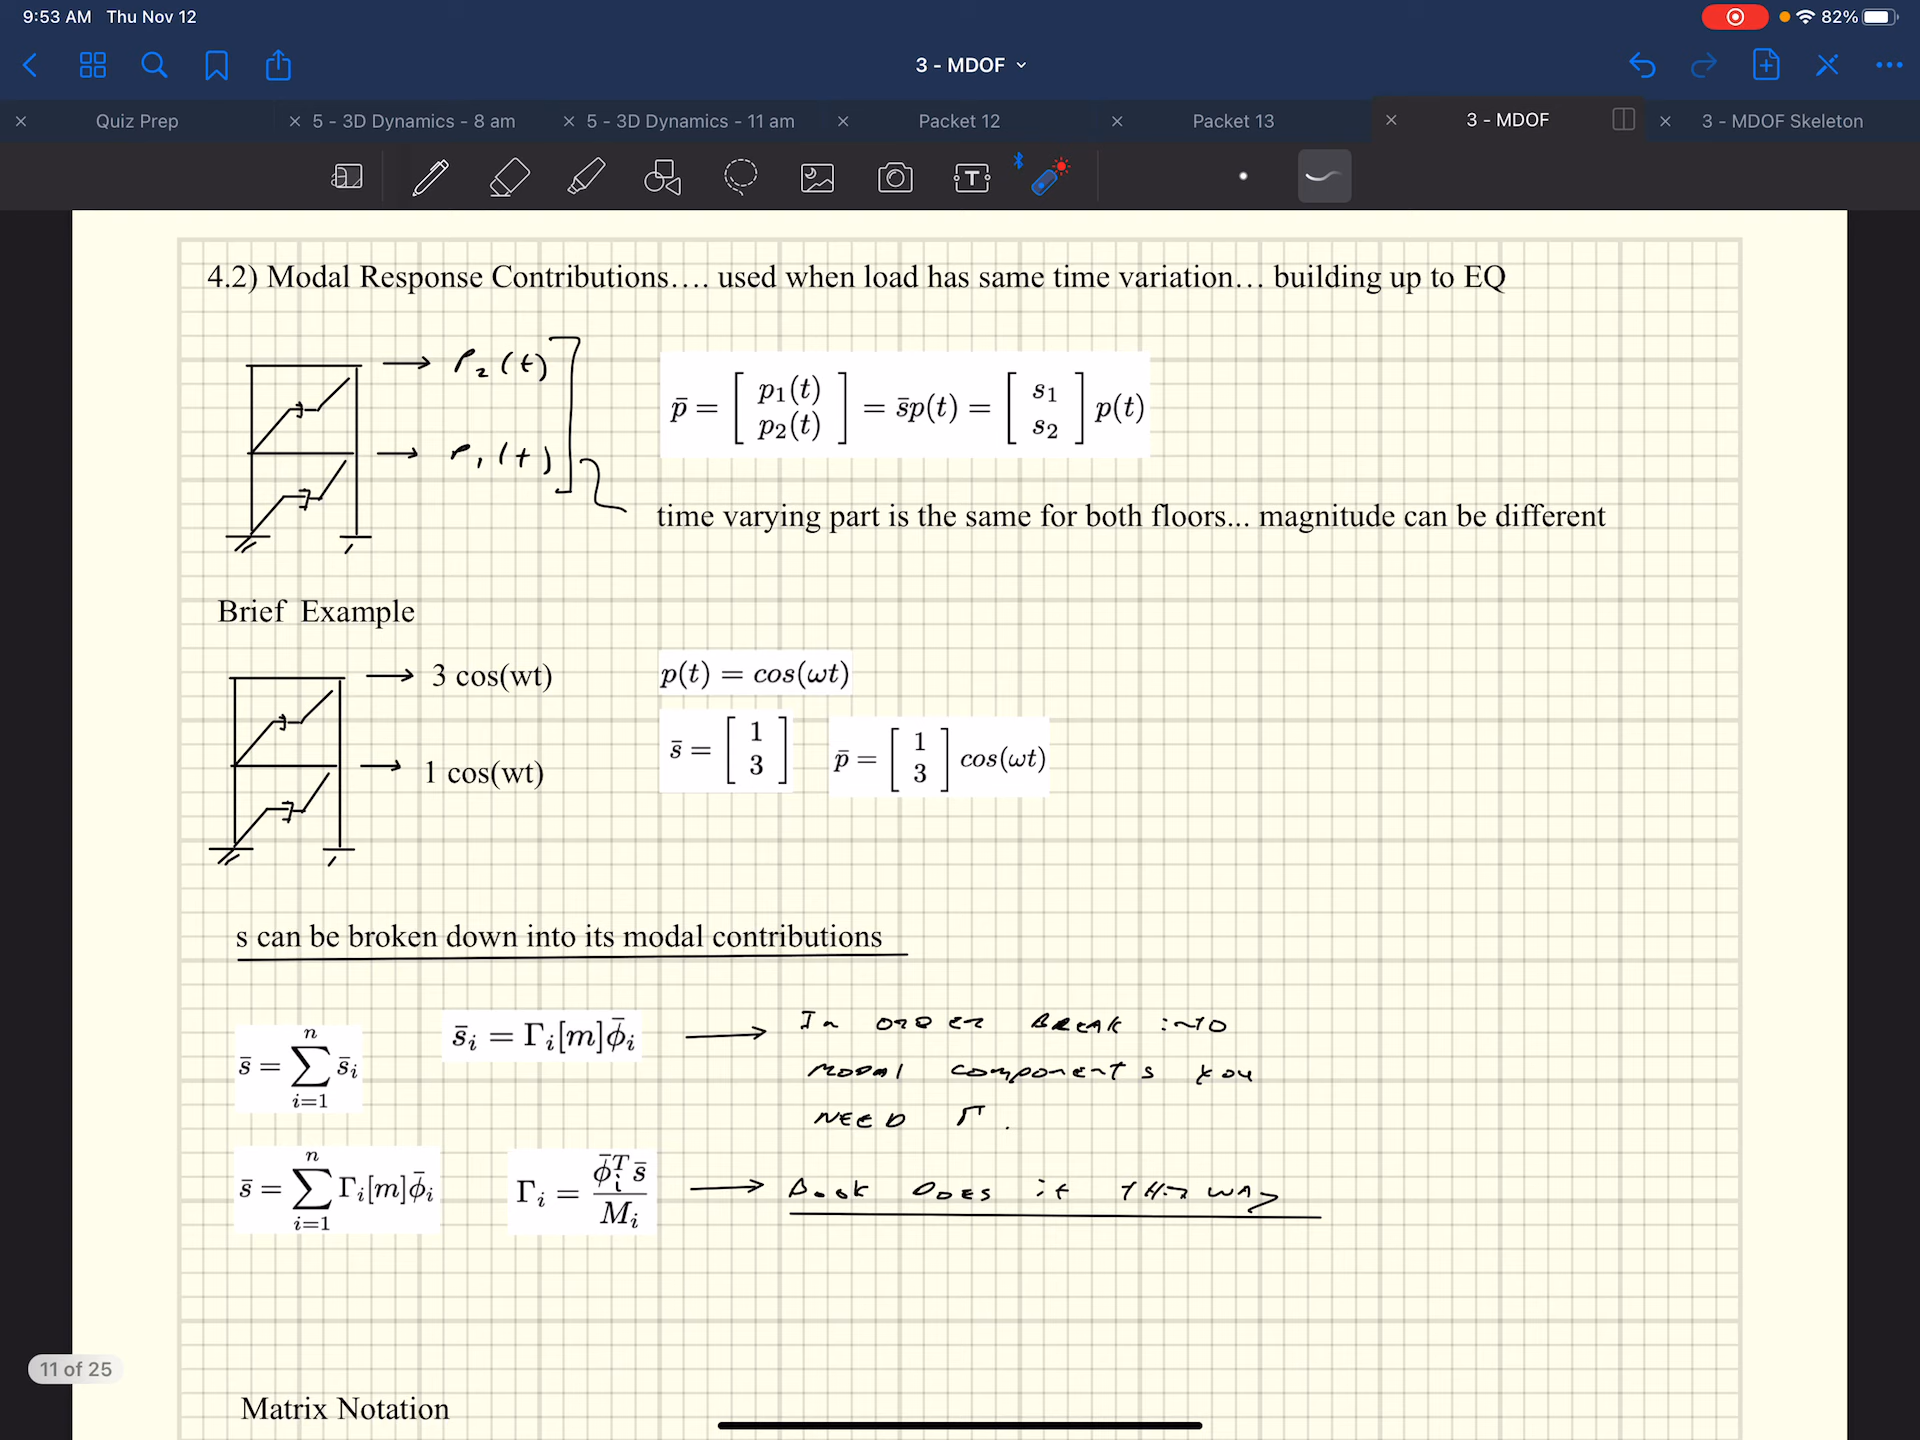 9:53 AM Thu Nov 12 82%
3 - MDOF
Quiz Prep 5 - 3D Dynamics - 8 am 5 - 3D Dynamics - 11 am Packet 12 Packet 13 3 - MDOF 3 - MDOF Skeleton
4.2) Modal Response Contributions…. used when load has same time variation… building up to EQ
→ P₂(t)
→ P₁(t)
p̄ = [p₁(t) p₂(t)] = s̄p(t) = [s₁ s₂] p(t)
time varying part is the same for both floors... magnitude can be different
Brief Example
→ 3 cos(wt)
→ 1 cos(wt)
p(t) = cos(ωt)
s̄ = [1 3] p̄ = [1 3] cos(ωt)
s can be broken down into its modal contributions
s̄ = ∑ⁿᵢ₌₁ s̄ᵢ s̄ᵢ = Γᵢ[m]ϕ̄ᵢ → In order break into
modal components you
need Γ.
s̄ = ∑ⁿᵢ₌₁ Γᵢ[m]ϕ̄ᵢ Γᵢ = ϕ̄ᵢᵀ s̄ / Mᵢ → Book does it this way
11 of 25
Matrix Notation